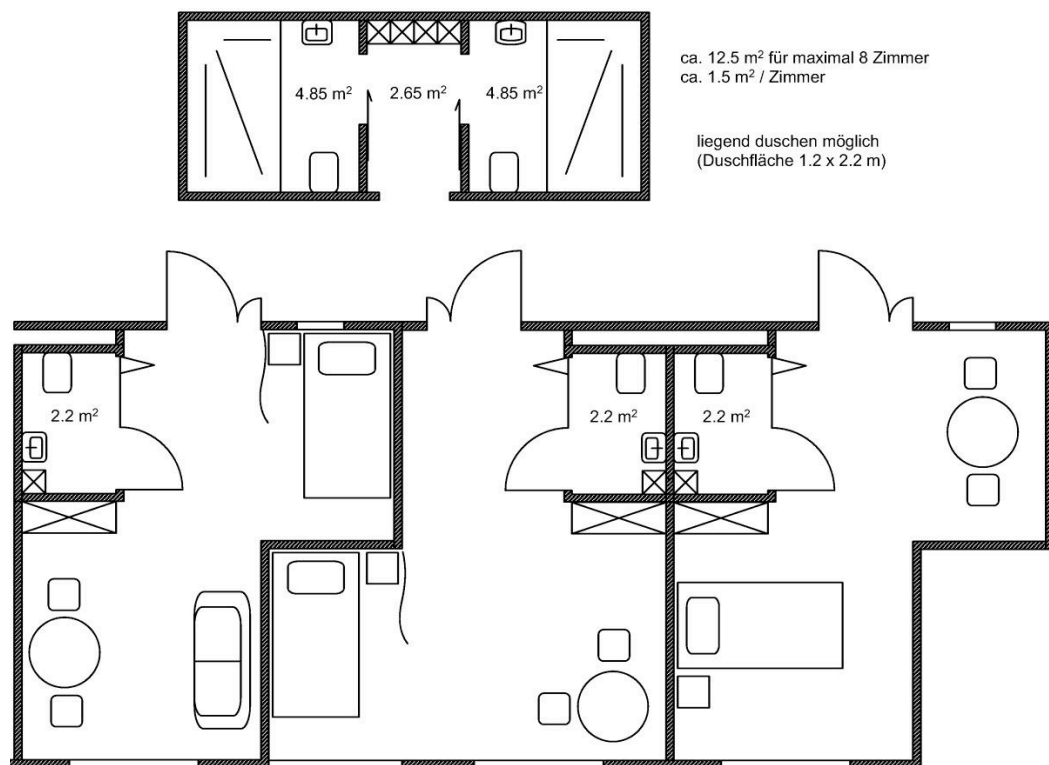 ca. 12.5 m² für maximal 8 Zimmer
ca. 1.5 m² / Zimmer
4.85 m²
2.65 m²
4.85 m²
liegend duschen möglich
(Duschfläche 1.2 x 2.2 m)
2.2 m²
2.2 m²
2.2 m²